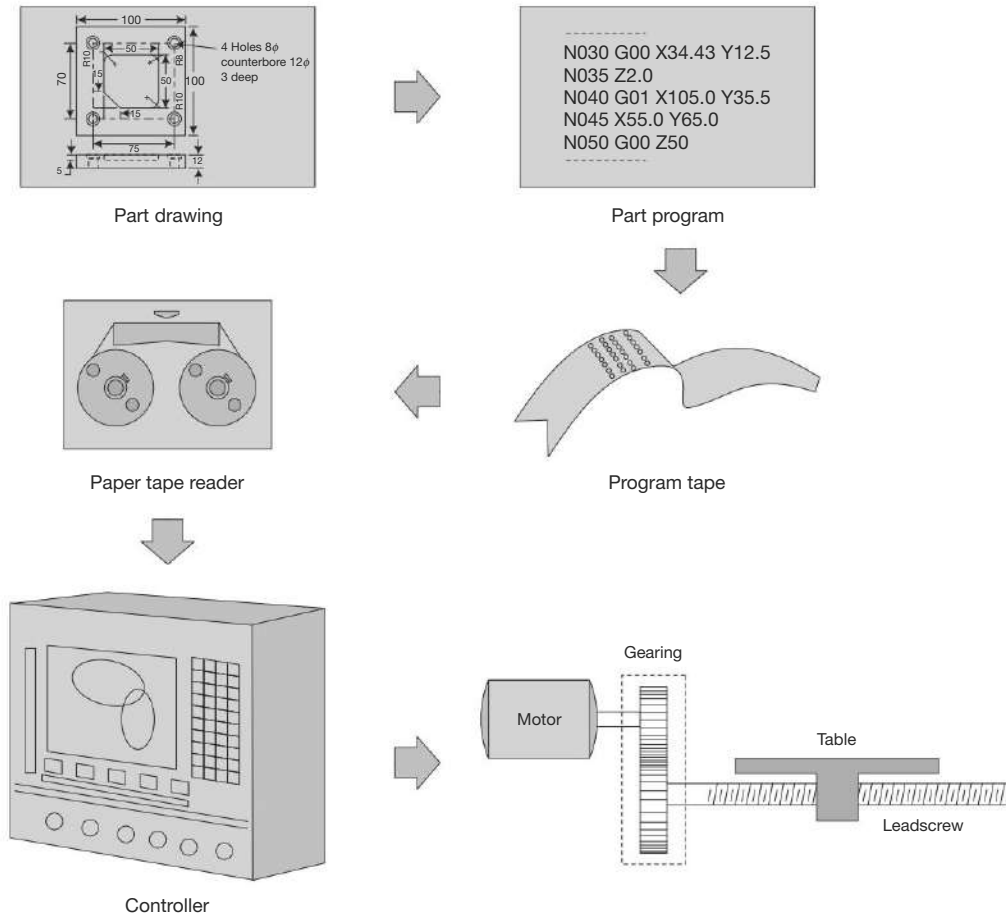 100
50
R10
R8
4 Holes 8ϕ
counterbore 12ϕ
3 deep
15
70
50
100
R10
15
75
12
5
Part drawing
N030 G00 X34.43 Y12.5
N035 Z2.0
N040 G01 X105.0 Y35.5
N045 X55.0 Y65.0
N050 G00 Z50
Part program
Paper tape reader
Program tape
Gearing
Motor
Table
Leadscrew
Controller